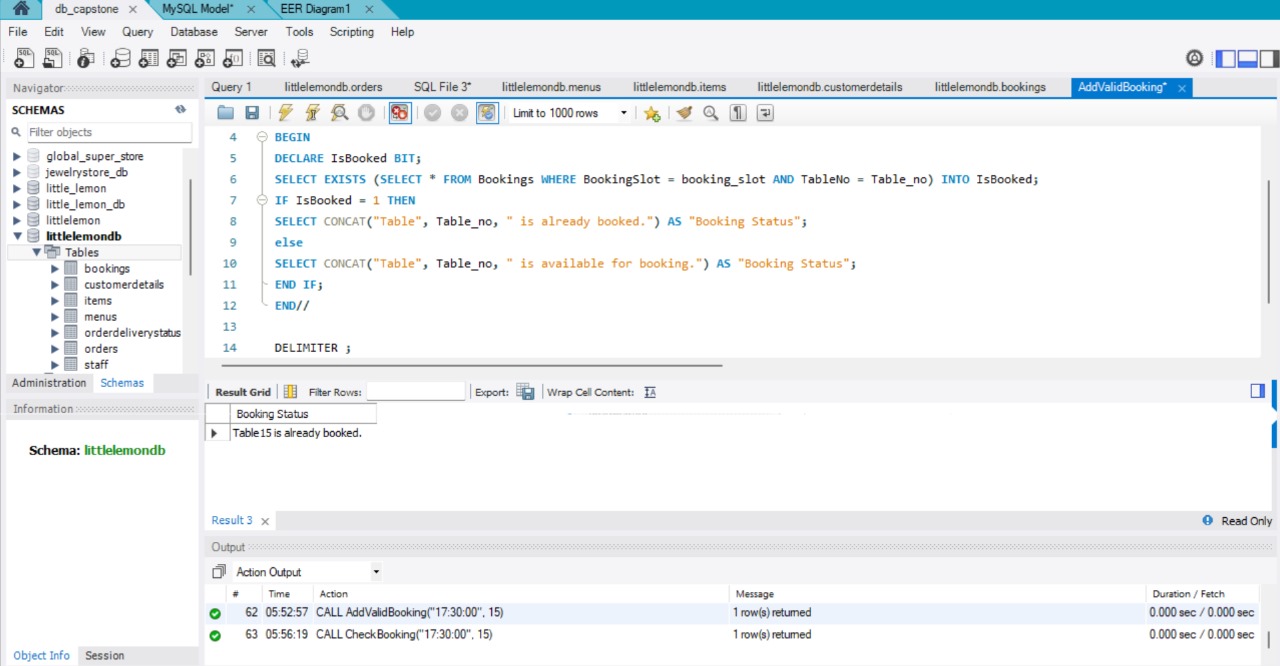 db_capstone
MySQL Model*
EER Diagram1
File Edit View Query Database Server Tools Scripting Help
Navigator
SCHEMAS
Filter objects
global_super_store
jewelrystore_db
little_lemon
little_lemon_db
littlelemon
littlelemondb
Tables
bookings
customerdetails
items
menus
orderdeliverystatus
orders
staff
Administration Schemas
Information
Schema: littlelemondb
Object Info Session
Query 1 littlelemondb.orders SQL File 3* littlelemondb.menus littlelemondb.items littlelemondb.customerdetails littlelemondb.bookings AddValidBooking*
Limit to 1000 rows
4 BEGIN
5 DECLARE IsBooked BIT;
6 SELECT EXISTS (SELECT * FROM Bookings WHERE BookingSlot = booking_slot AND TableNo = Table_no) INTO IsBooked;
7 IF IsBooked = 1 THEN
8 SELECT CONCAT("Table", Table_no, " is already booked.") AS "Booking Status";
9 else
10 SELECT CONCAT("Table", Table_no, " is available for booking.") AS "Booking Status";
11 END IF;
12 END//
13
14 DELIMITER ;
Result Grid Filter Rows: Export: Wrap Cell Content:
Booking Status
Table15 is already booked.
Result 3
Read Only
Output
Action Output
# Time Action Message Duration / Fetch
62 05:52:57 CALL AddValidBooking("17:30:00", 15) 1 row(s) returned 0.000 sec / 0.000 sec
63 05:56:19 CALL CheckBooking("17:30:00", 15) 1 row(s) returned 0.000 sec / 0.000 sec